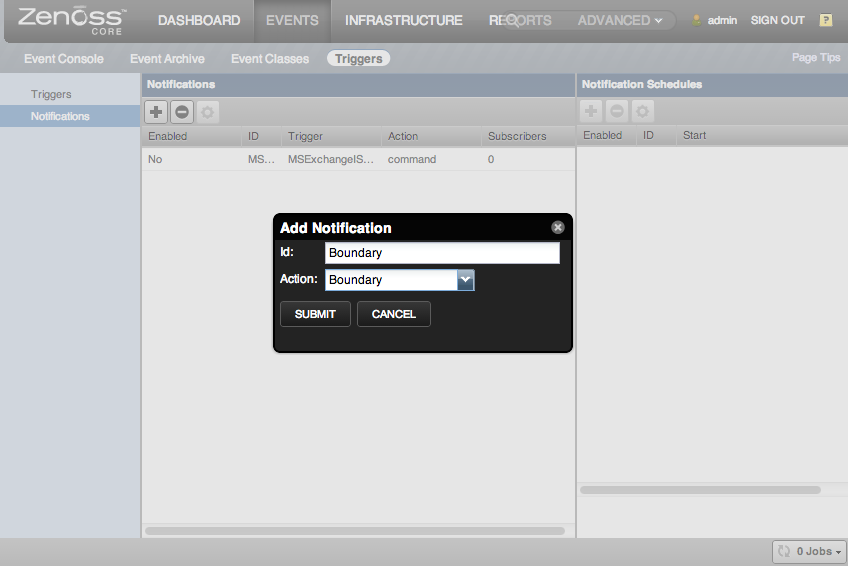 Zenoss™ CORE
DASHBOARD EVENTS INFRASTRUCTURE REPORTS ADVANCED admin SIGN OUT ?
Event Console Event Archive Event Classes Triggers Page Tips
Triggers
Notifications
Notifications
Enabled ID Trigger Action Subscribers
No MS... MSExchangeIS... command 0
Notification Schedules
Enabled ID Start
Add Notification
Id: Boundary
Action: Boundary
SUBMIT CANCEL
0 Jobs